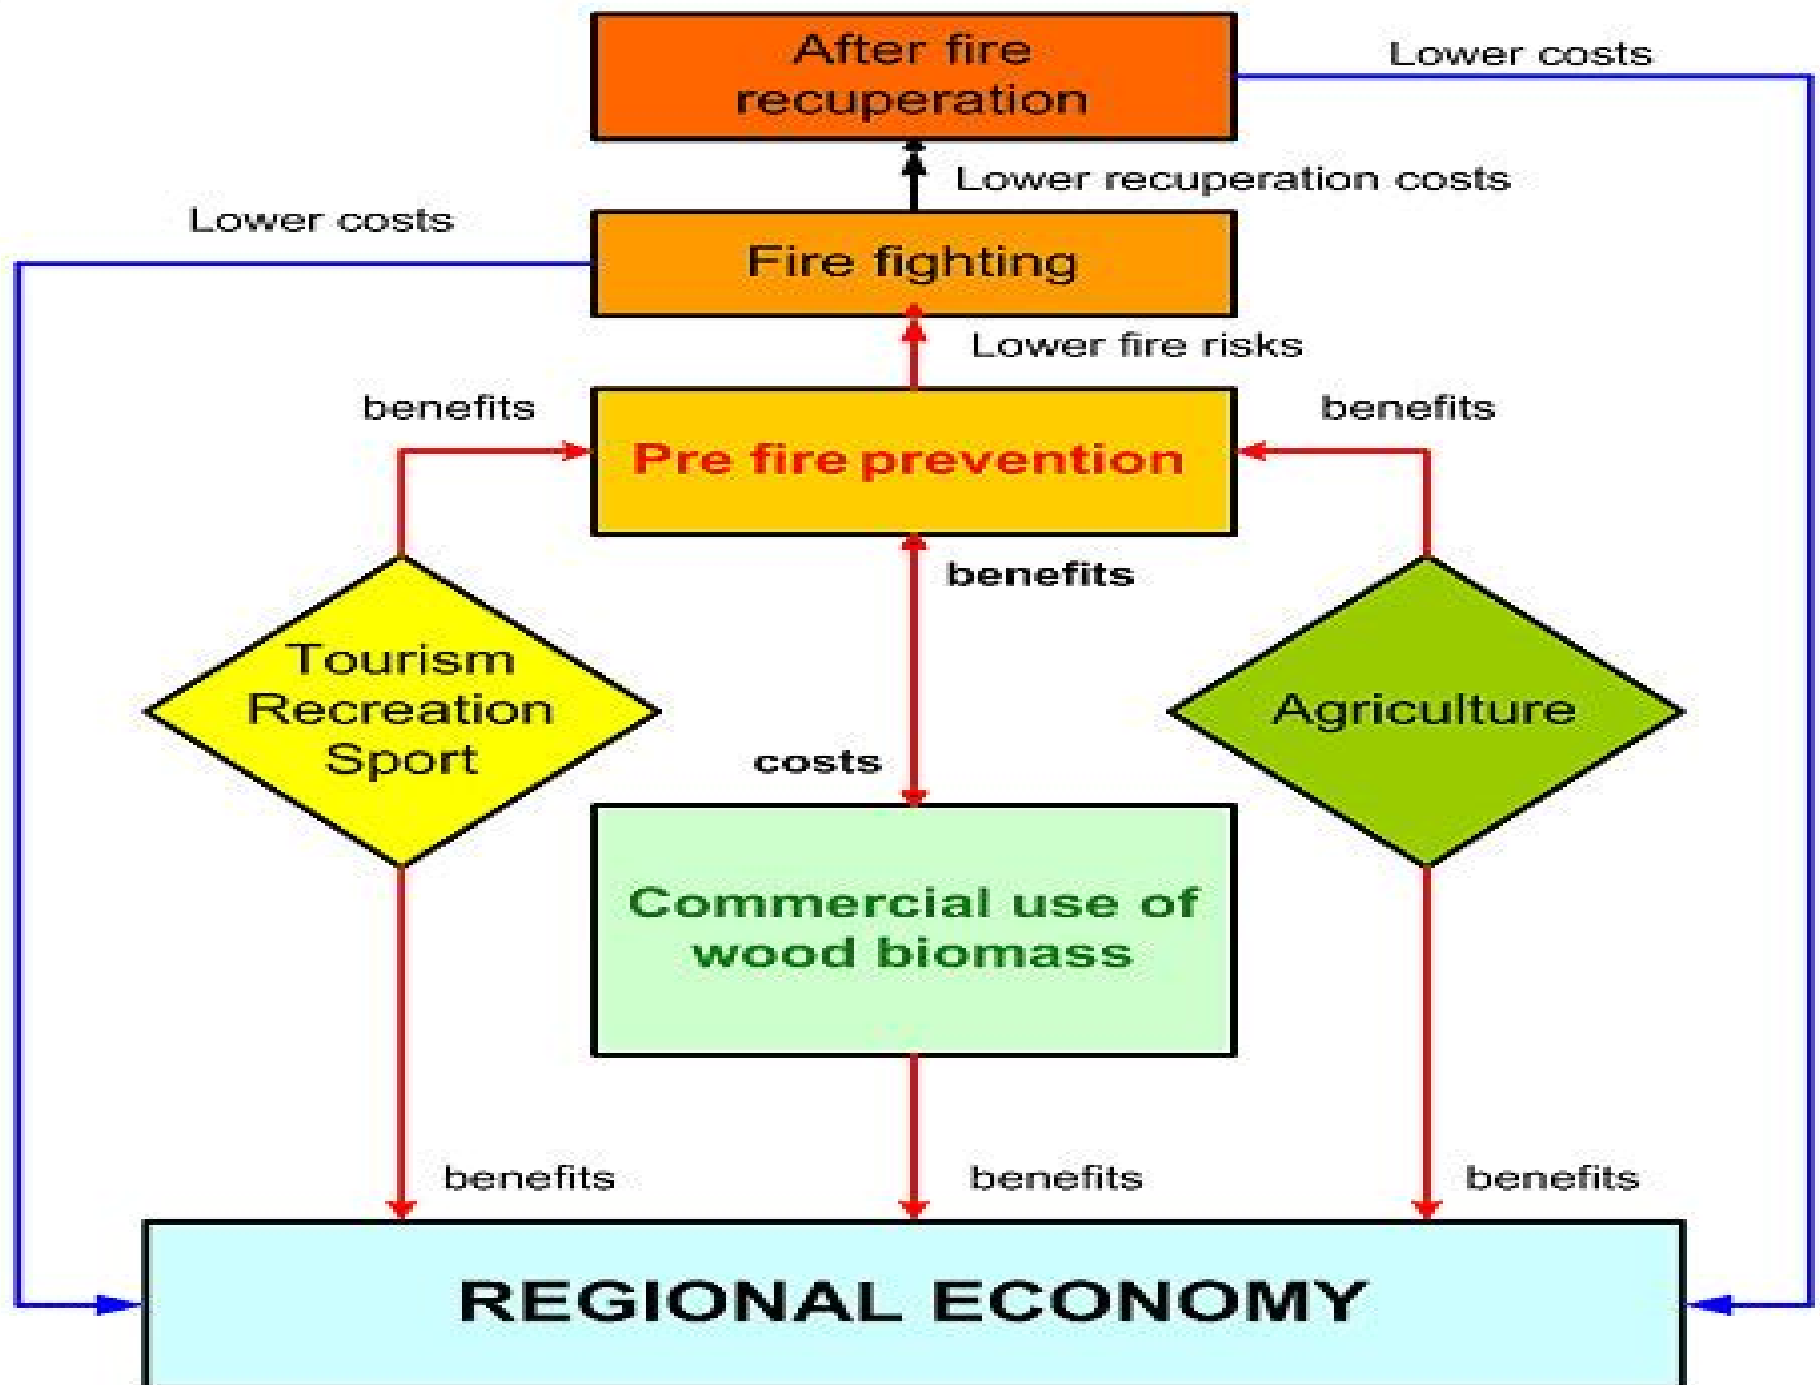 After fire
recuperation
Lower costs
Lower recuperation costs
Lower costs
Fire fighting
Lower fire risks
benefits
benefits
Pre fire prevention
benefits
Tourism
Recreation
Sport
Agriculture
costs
Commercial use of
wood biomass
benefits
benefits
benefits
REGIONAL ECONOMY